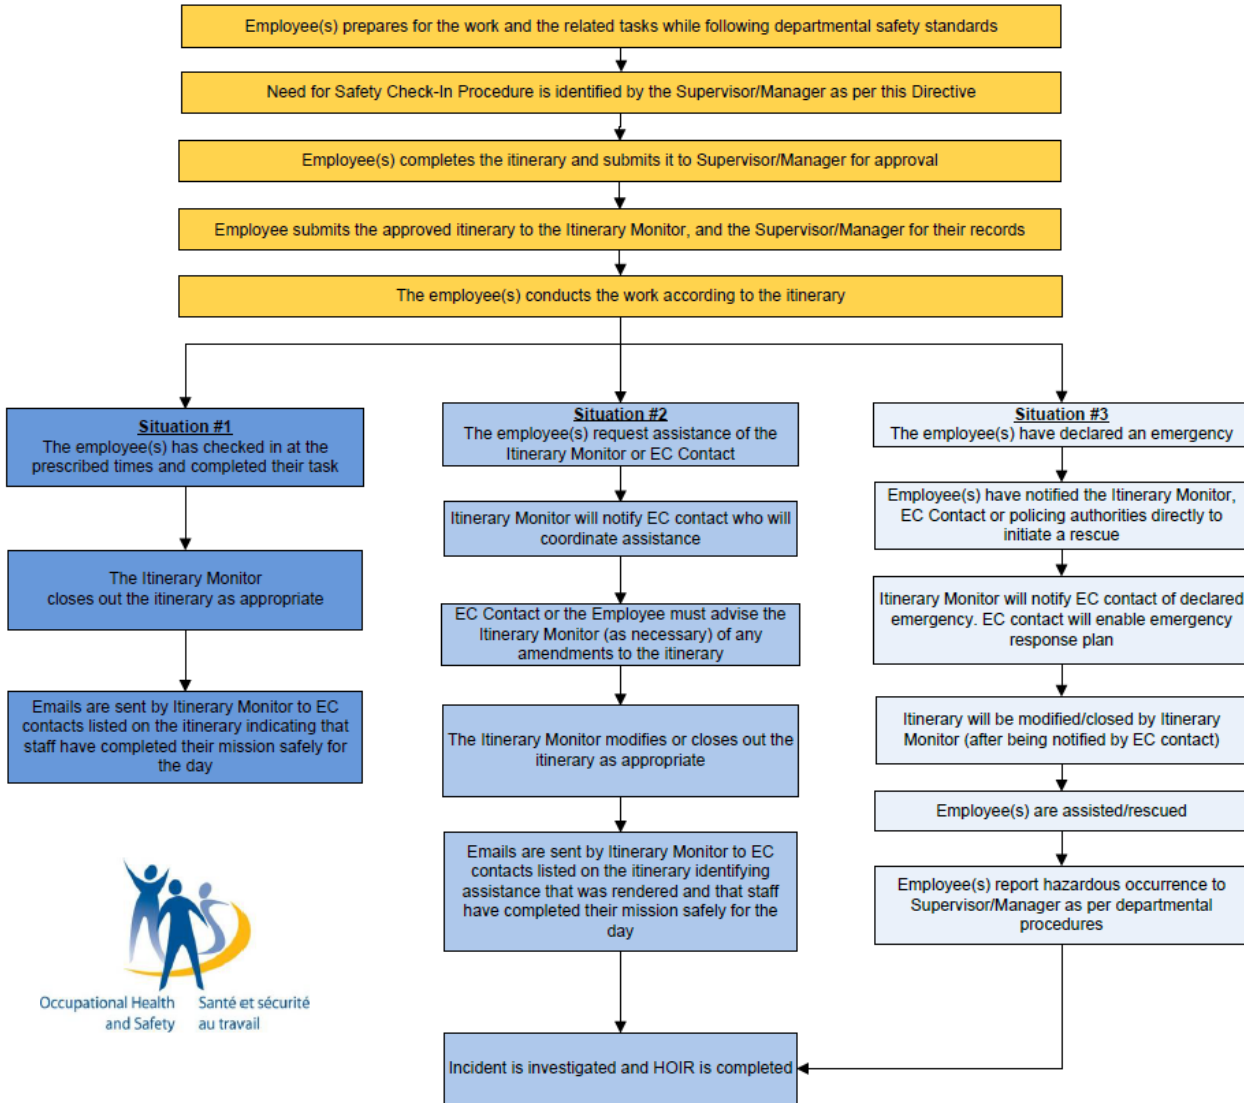 Employee(s) prepares for the work and the related tasks while following departmental safety standards
Need for Safety Check-In Procedure is identified by the Supervisor/Manager as per this Directive
Employee(s) completes the itinerary and submits it to Supervisor/Manager for approval
Employee submits the approved itinerary to the Itinerary Monitor, and the Supervisor/Manager for their records
The employee(s) conducts the work according to the itinerary
Situation #1
The employee(s) has checked in at the
prescribed times and completed their task
The Itinerary Monitor
closes out the itinerary as appropriate
Emails are sent by Itinerary Monitor to EC
contacts listed on the itinerary indicating that
staff have completed their mission safely for
the day
Situation #2
The employee(s) request assistance of the
Itinerary Monitor or EC Contact
Itinerary Monitor will notify EC contact who will
coordinate assistance
EC Contact or the Employee must advise the
Itinerary Monitor (as necessary) of any
amendments to the itinerary
The Itinerary Monitor modifies or closes out the
itinerary as appropriate
Emails are sent by Itinerary Monitor to EC
contacts listed on the itinerary identifying
assistance that was rendered and that staff
have completed their mission safely for the
day
Situation #3
The employee(s) have declared an emergency
Employee(s) have notified the Itinerary Monitor,
EC Contact or policing authorities directly to
initiate a rescue
Itinerary Monitor will notify EC contact of declared
emergency. EC contact will enable emergency
response plan
Itinerary will be modified/closed by Itinerary
Monitor (after being notified by EC contact)
Employee(s) are assisted/rescued
Employee(s) report hazardous occurrence to
Supervisor/Manager as per departmental
procedures
Incident is investigated and HOIR is completed
Occupational Health
and Safety
Santé et sécurité
au travail